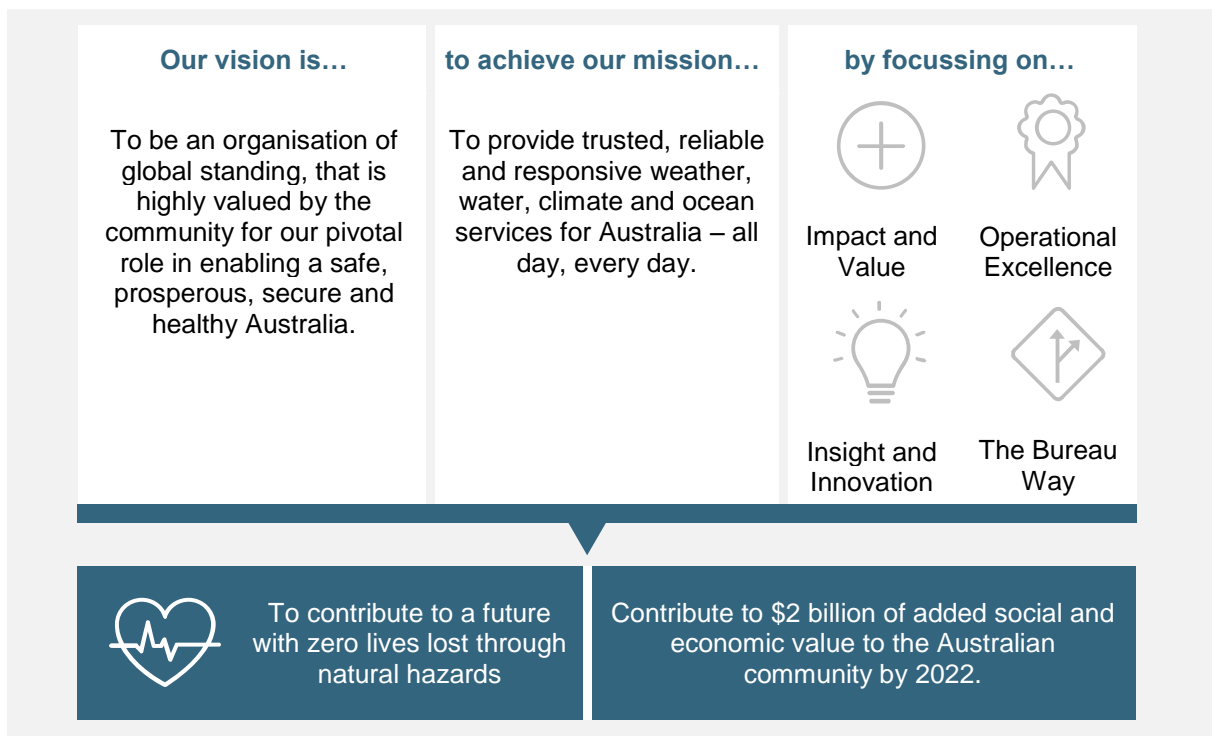 Our vision is…
To be an organisation of
global standing, that is
highly valued by the
community for our pivotal
role in enabling a safe,
prosperous, secure and
healthy Australia.
to achieve our mission…
To provide trusted, reliable
and responsive weather,
water, climate and ocean
services for Australia – all
day, every day.
by focussing on…
Impact and
Value
Operational
Excellence
Insight and
Innovation
The Bureau
Way
To contribute to a future
with zero lives lost through
natural hazards
Contribute to $2 billion of added social and
economic value to the Australian
community by 2022.